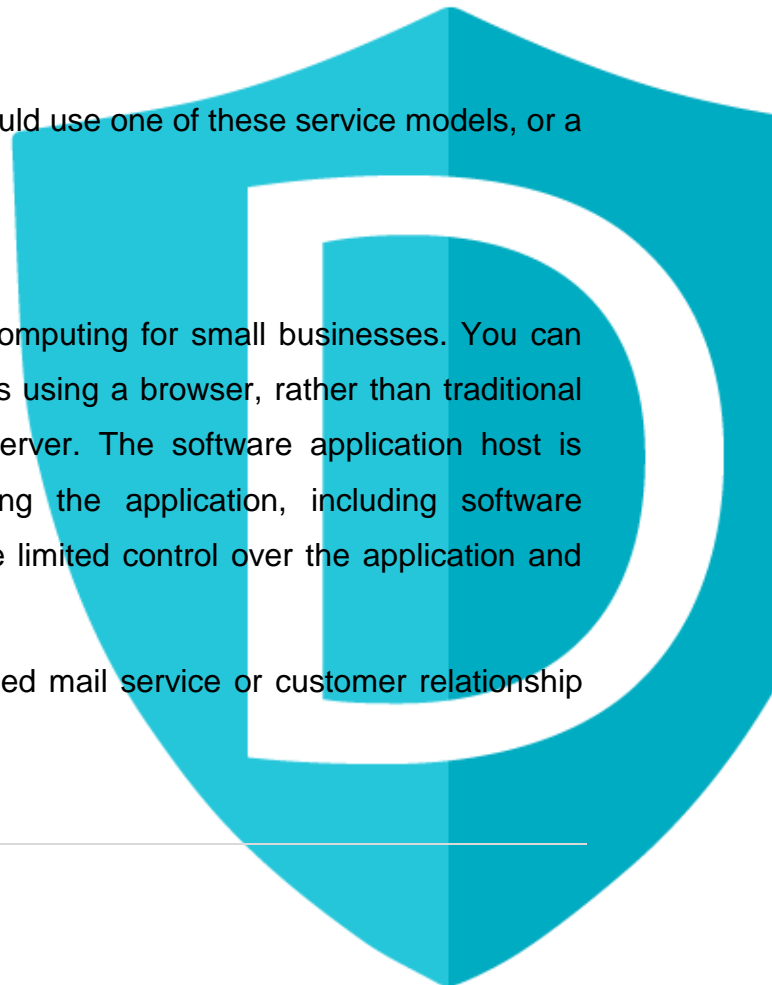 uld use one of these service models, or a
omputing for small businesses. You can
s using a browser, rather than traditional
erver. The software application host is
ng the application, including software
e limited control over the application and
ed mail service or customer relationship
D